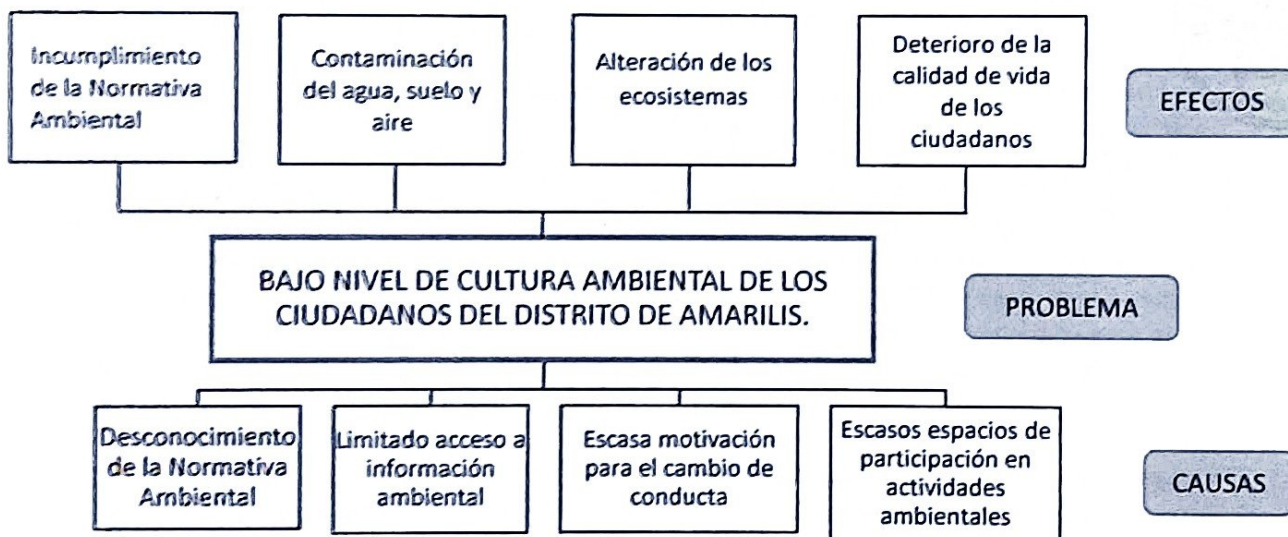 Incumplimiento
de la Normativa
Ambiental
Contaminación
del agua, suelo y
aire
Alteración de los
ecosistemas
Deterioro de la
calidad de vida
de los
ciudadanos
EFECTOS
BAJO NIVEL DE CULTURA AMBIENTAL DE LOS
CIUDADANOS DEL DISTRITO DE AMARILIS.
PROBLEMA
Desconocimiento
de la Normativa
Ambiental
Limitado acceso a
información
ambiental
Escasa motivación
para el cambio de
conducta
Escasos espacios de
participación en
actividades
ambientales
CAUSAS